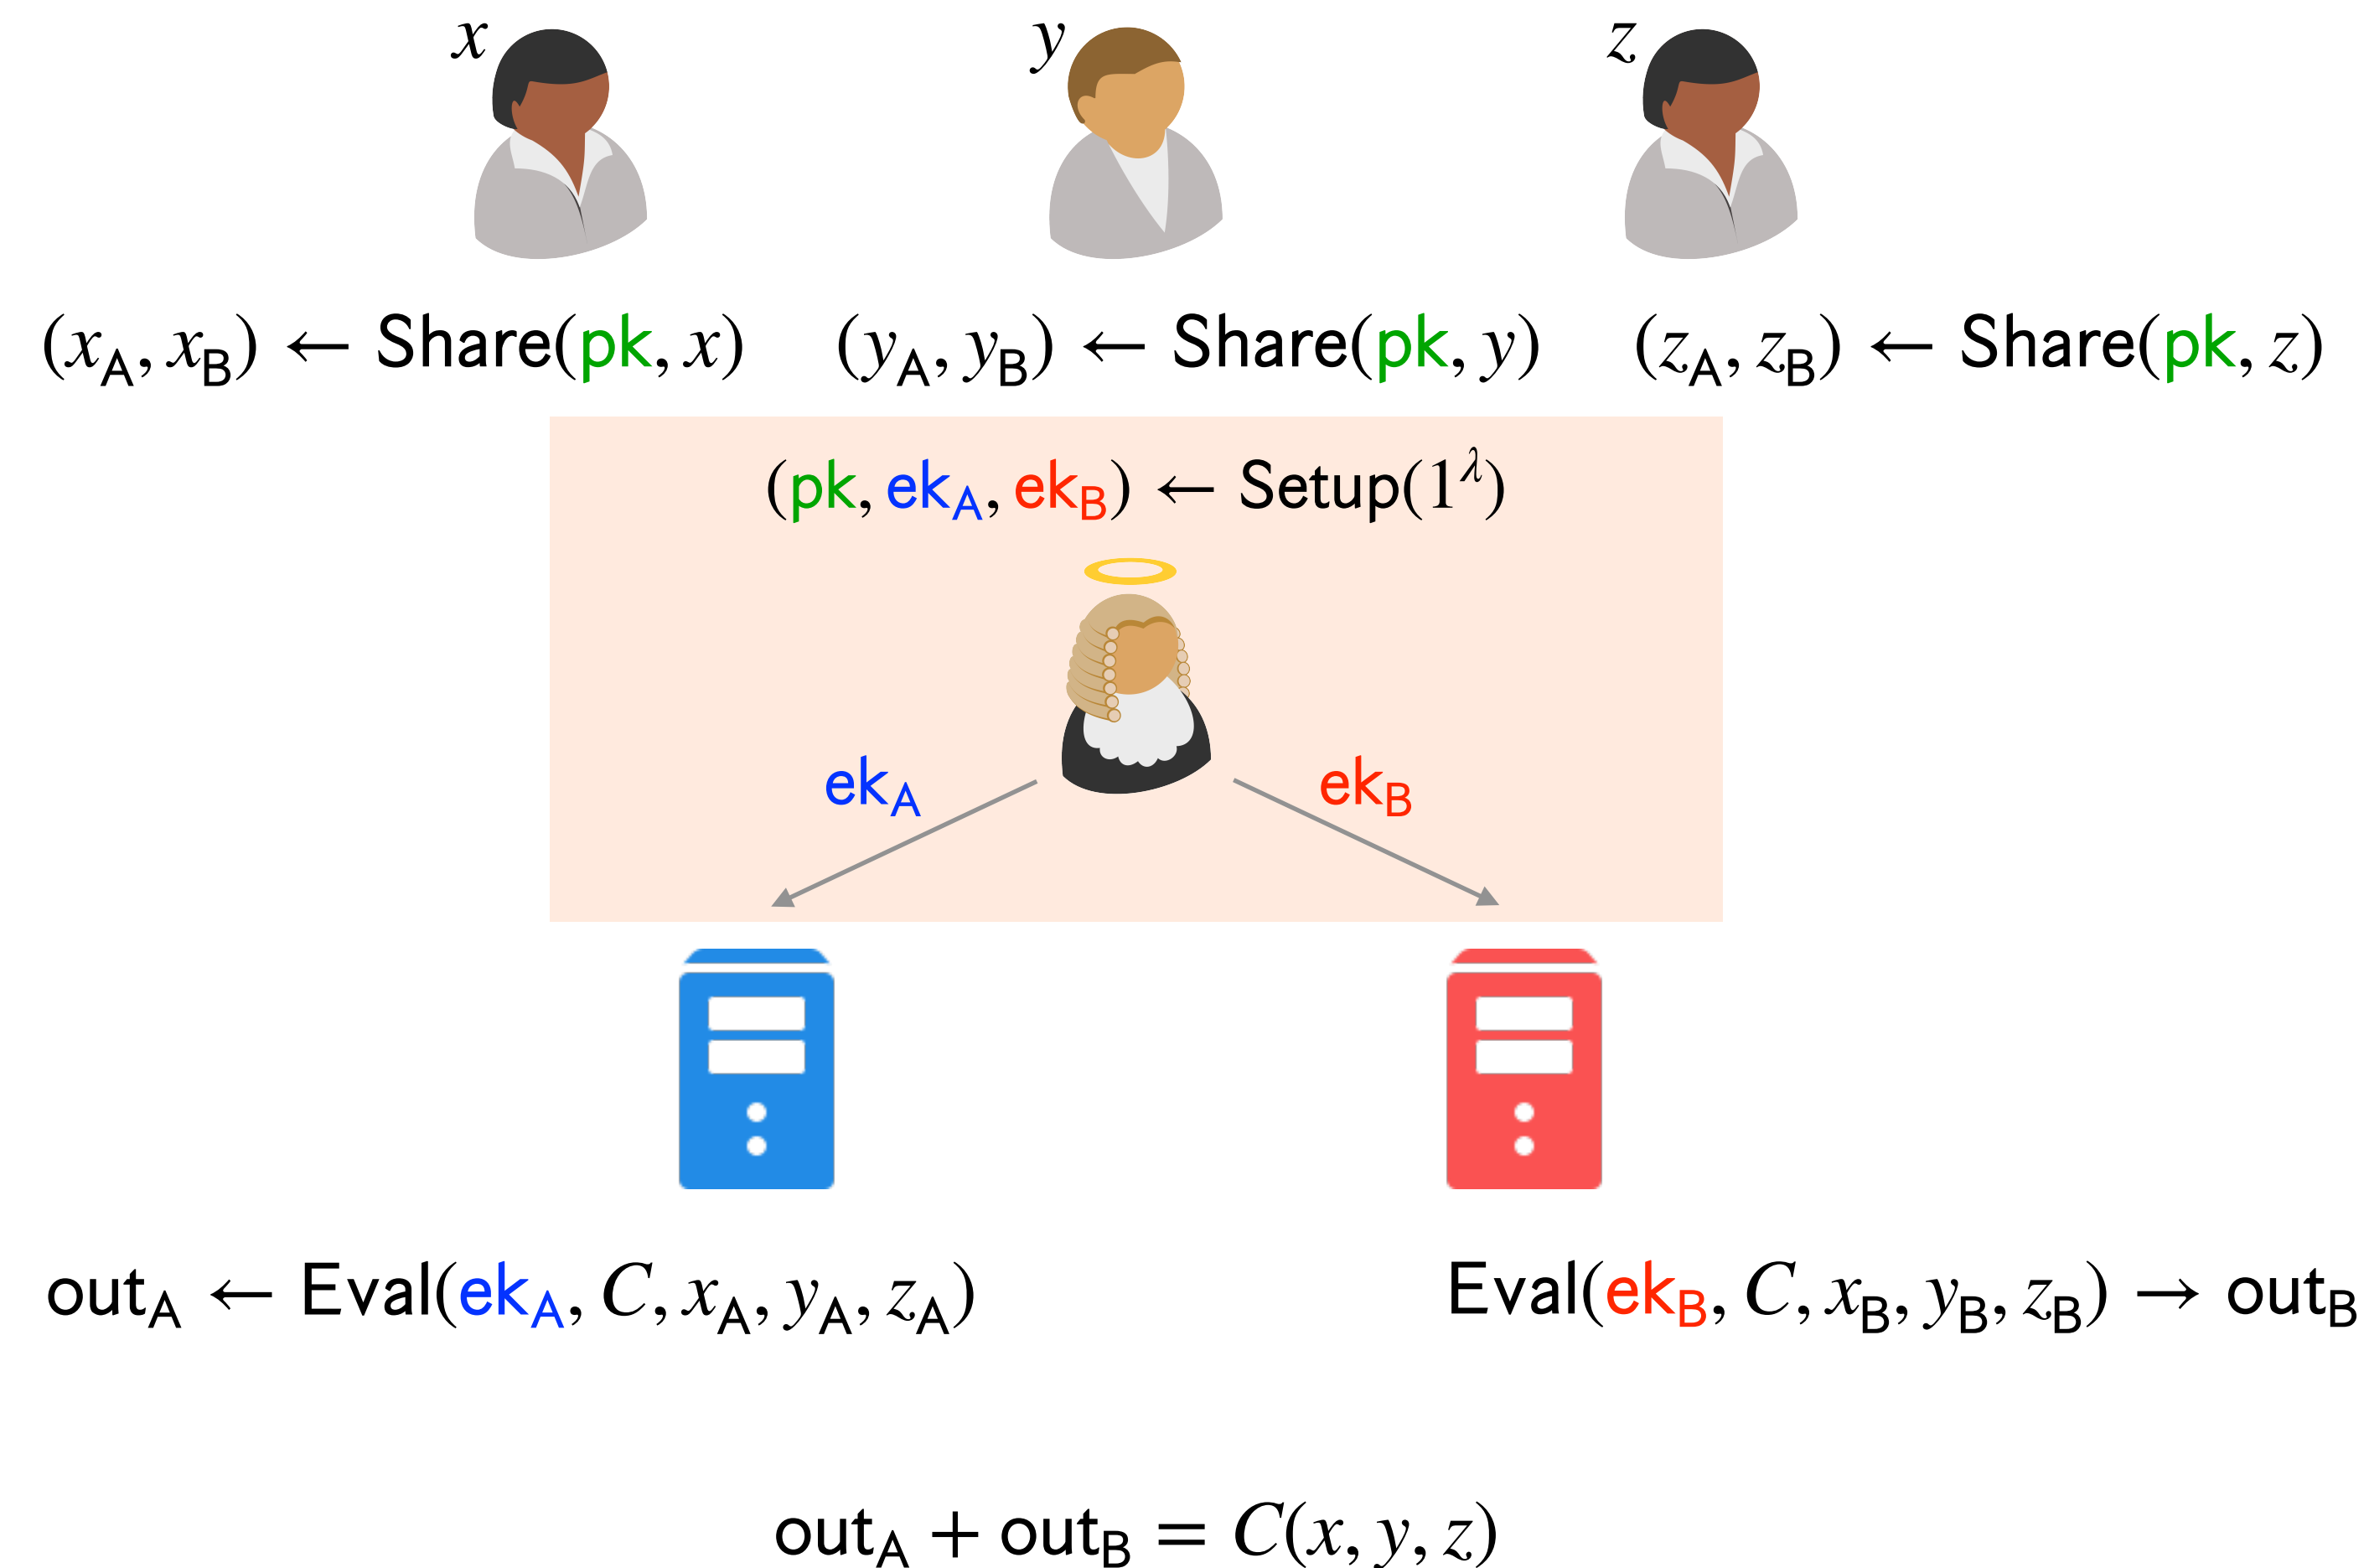 x y z
(x_A, x_B) ← Share(pk, x) (y_A, y_B) ← Share(pk, y) (z_A, z_B) ← Share(pk, z)
(pk, ek_A, ek_B) ← Setup(1^λ)
ek_A ek_B
out_A ← Eval(ek_A, C, x_A, y_A, z_A) Eval(ek_B, C, x_B, y_B, z_B) → out_B
out_A + out_B = C(x, y, z)